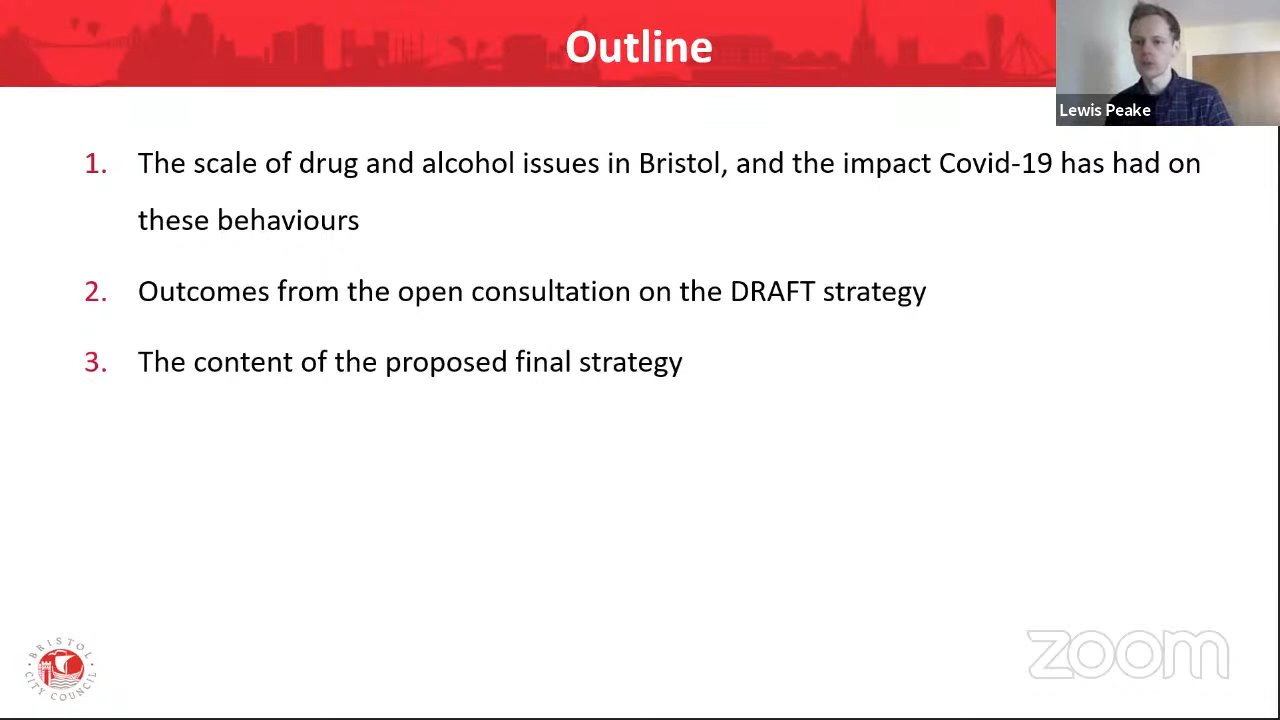 Outline
Lewis Peake
1. The scale of drug and alcohol issues in Bristol, and the impact Covid-19 has had on
these behaviours
2. Outcomes from the open consultation on the DRAFT strategy
3. The content of the proposed final strategy
BRISTOL
CITY COUNCIL
zoom